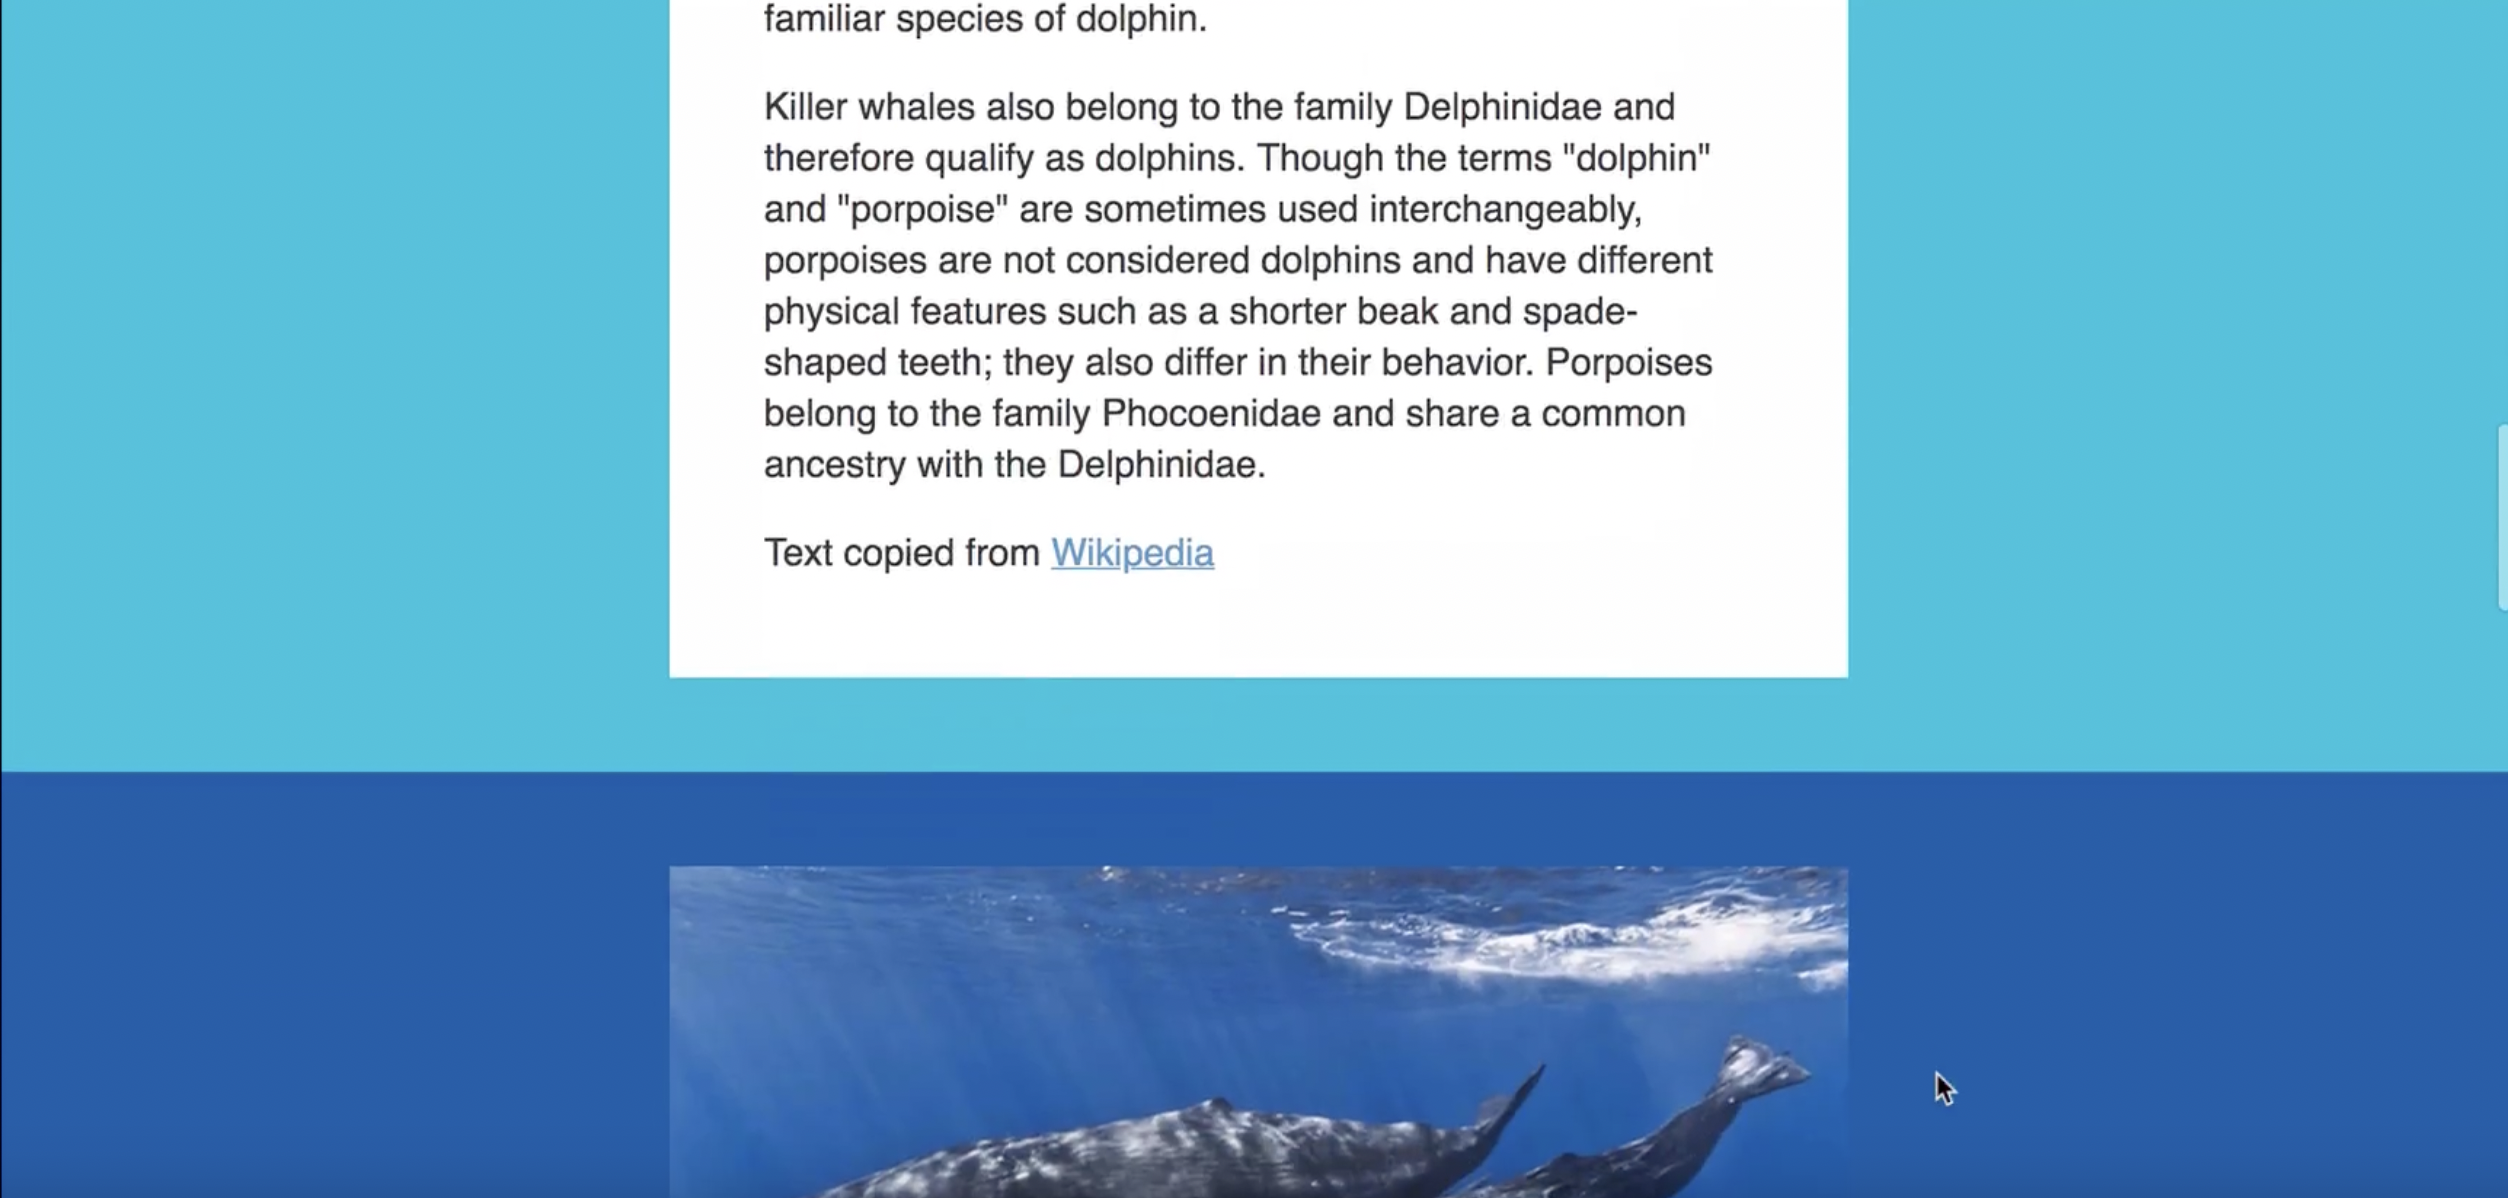 familiar species of dolphin.
Killer whales also belong to the family Delphinidae and
therefore qualify as dolphins. Though the terms "dolphin"
and "porpoise" are sometimes used interchangeably,
porpoises are not considered dolphins and have different
physical features such as a shorter beak and spade-
shaped teeth; they also differ in their behavior. Porpoises
belong to the family Phocoenidae and share a common
ancestry with the Delphinidae.
Text copied from Wikipedia